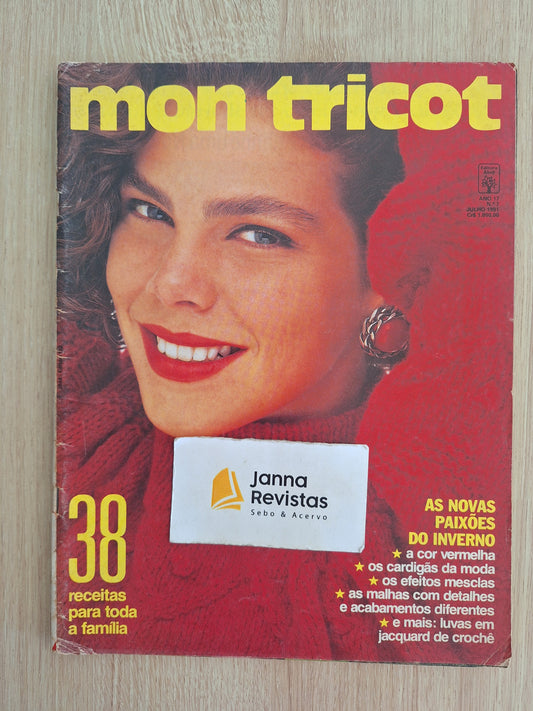 mon tricot
Editora
Abril
ANO 17
N.º 7
JULHO 1991
Janna
Revistas
Sebo & Acervo
AS NOVAS
PAIXÕES
DO INVERNO
★ a cor vermelha
★ os cardigãs da moda
★ os efeitos mesclas
★ as malhas com detalhes
e acabamentos diferentes
★ e mais: luvas em
jacquard de crochê
38
receitas
para toda
a família